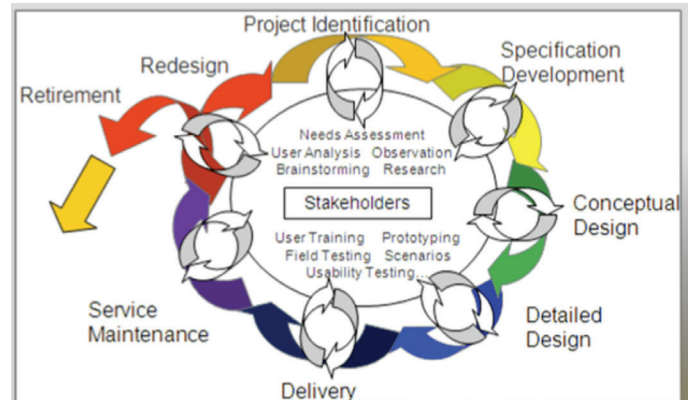 Project Identification
Specification
Development
Redesign
Retirement
Needs Assessment
User Analysis Observation
Brainstorming Research
Stakeholders
Conceptual
Design
User Training Prototyping
Field Testing Scenarios
Usability Testing...
Service
Maintenance
Detailed
Design
Delivery